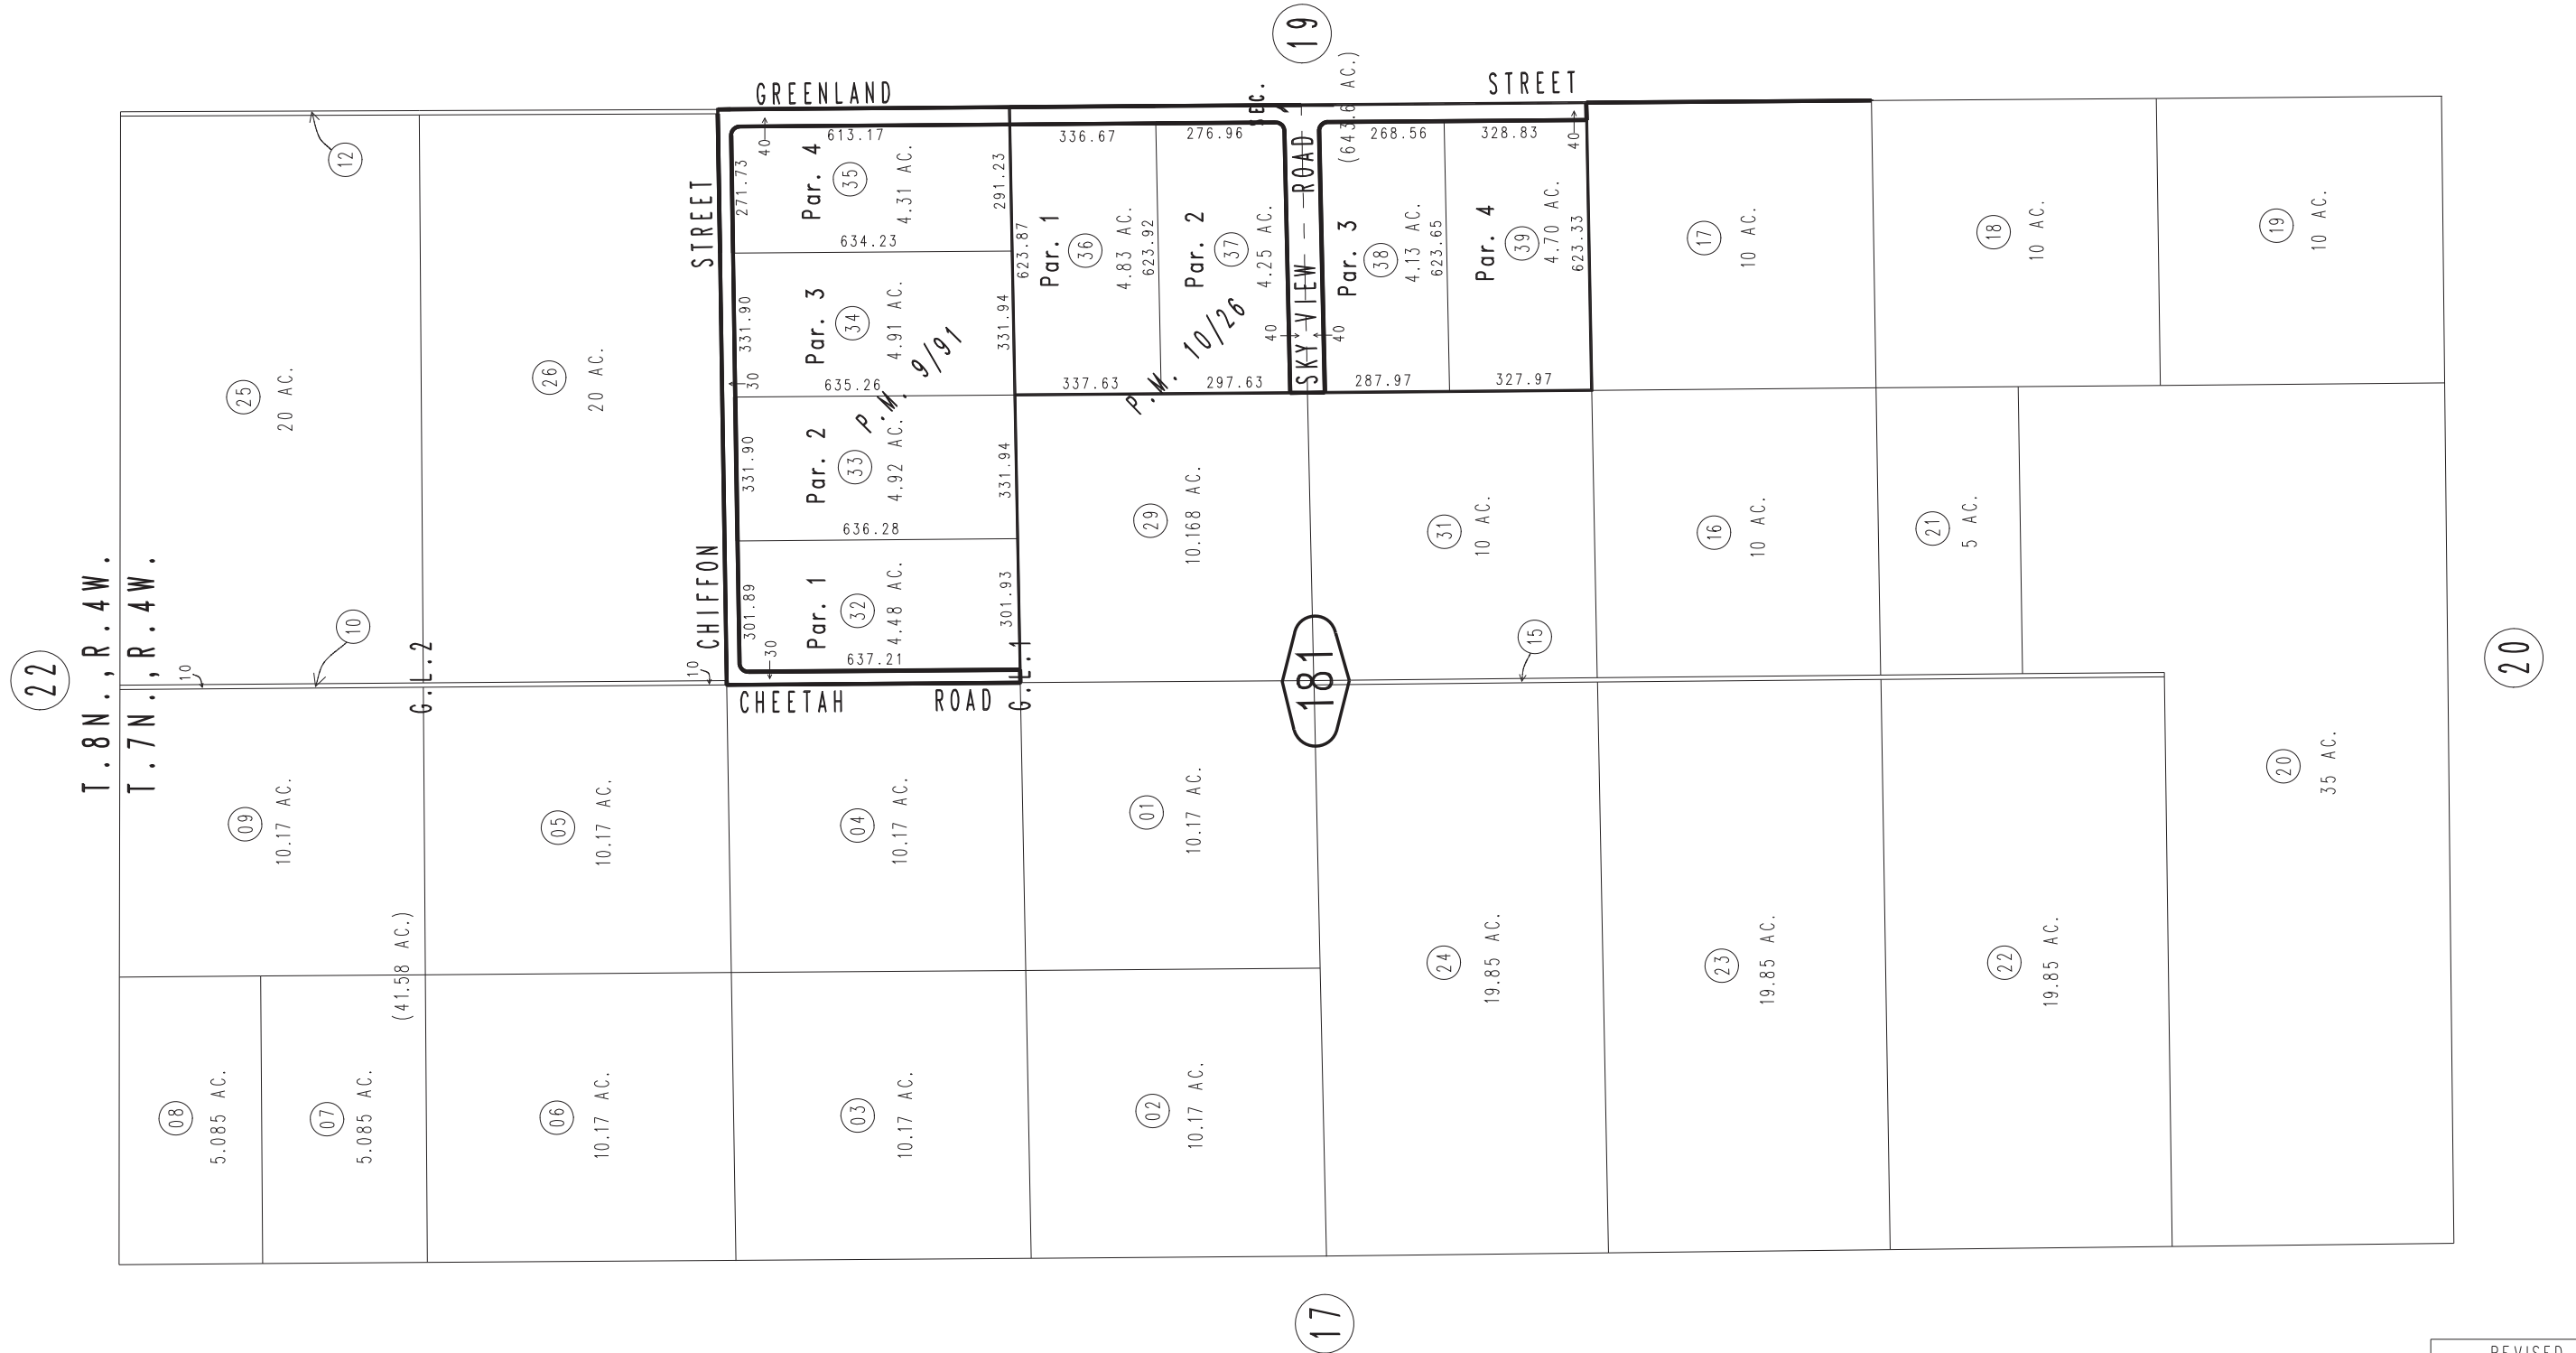 22
T.8N.,R.4W.
T.7N.,R.4W.
10
10
12
25
20 AC.
09
10.17 AC.
08
5.085 AC.
07
5.085 AC.
(41.58 AC.)
G.L.2
26
20 AC.
05
10.17 AC.
06
10.17 AC.
10
CHIFFON STREET
GREENLAND STREET
CHEETAH ROAD
G.L.1
40
613.17
271.73
Par. 4
35
4.31 AC.
291.23
634.23
331.90
Par. 3
34
4.91 AC.
331.94
30
635.26
P.M. 9/91
331.90
Par. 2
33
4.92 AC.
331.94
636.28
301.89
Par. 1
32
4.48 AC.
301.93
30
637.21
04
10.17 AC.
03
10.17 AC.
336.67
623.87
Par. 1
36
4.83 AC.
623.92
337.63
276.96
Par. 2
37
4.25 AC.
297.63
P.M. 10/26
SEC.
19
(643.6 AC.)
SKY VIEW ROAD
40
40
268.56
Par. 3
38
4.13 AC.
623.65
287.97
328.83
Par. 4
39
4.70 AC.
623.33
327.97
40
29
10.168 AC.
01
10.17 AC.
02
10.17 AC.
181
17
31
10 AC.
15
24
19.85 AC.
17
10 AC.
16
10 AC.
23
19.85 AC.
18
10 AC.
21
5 AC.
22
19.85 AC.
19
10 AC.
20
35 AC.
20
REVISED